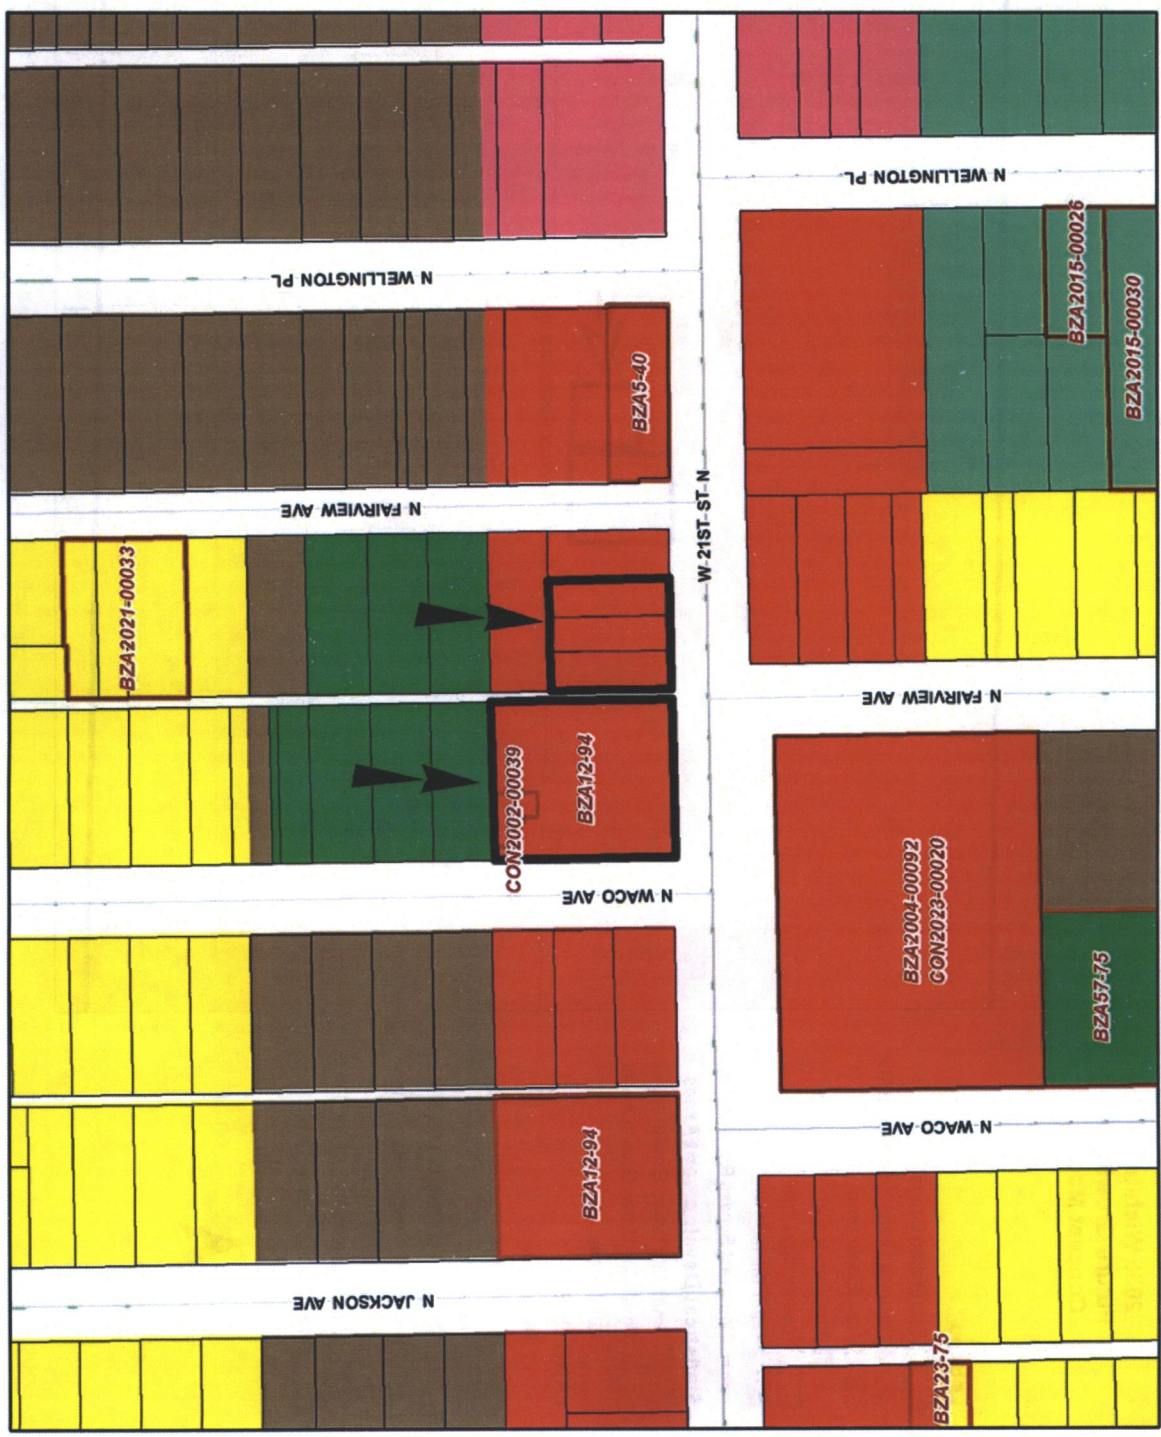 N WELLINGTON PL
BZA2015-00026
BZA2015-00030
N WELLINGTON PL
BZA5-40
W 21ST ST N
N FAIRVIEW AVE
BZA2021-00033
N FAIRVIEW AVE
CON2002-00039
BZA12-94
N WACO AVE
BZA2004-00092
CON2023-00020
BZA57-75
N WACO AVE
BZA12-94
N JACKSON AVE
BZA23-75